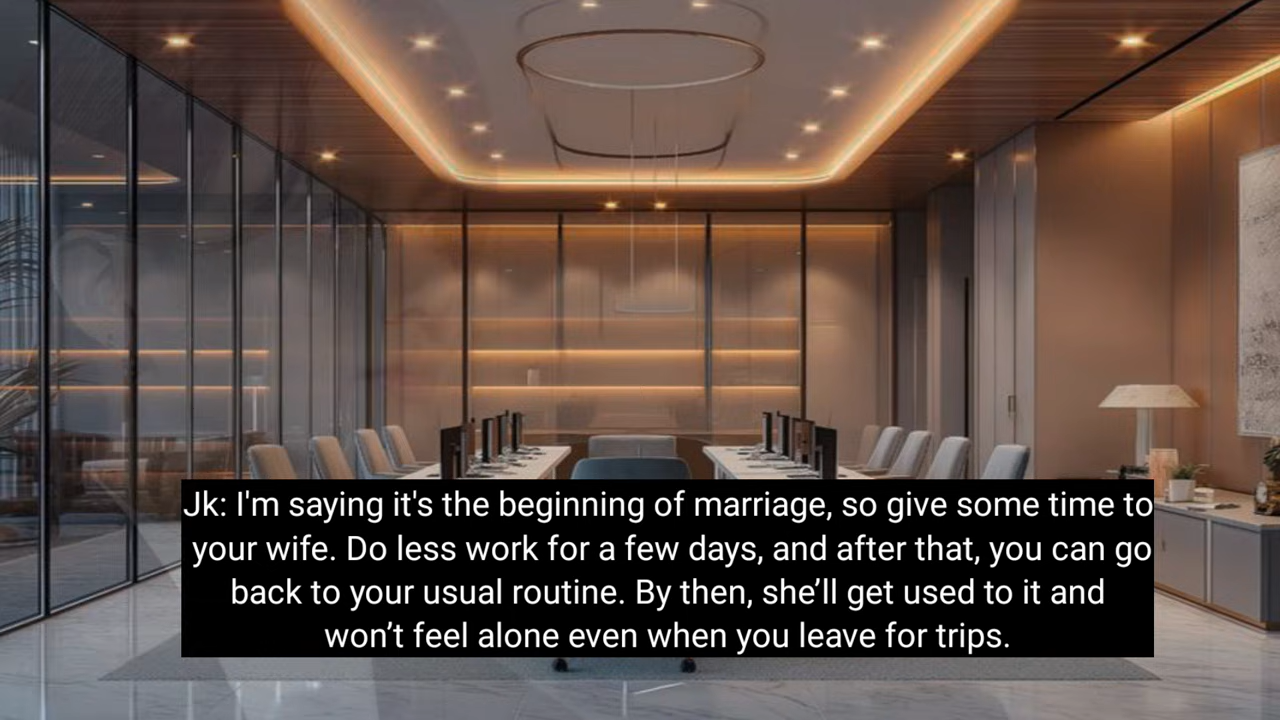 Jk: I'm saying it's the beginning of marriage, so give some time to
your wife. Do less work for a few days, and after that, you can go
back to your usual routine. By then, she’ll get used to it and
won’t feel alone even when you leave for trips.